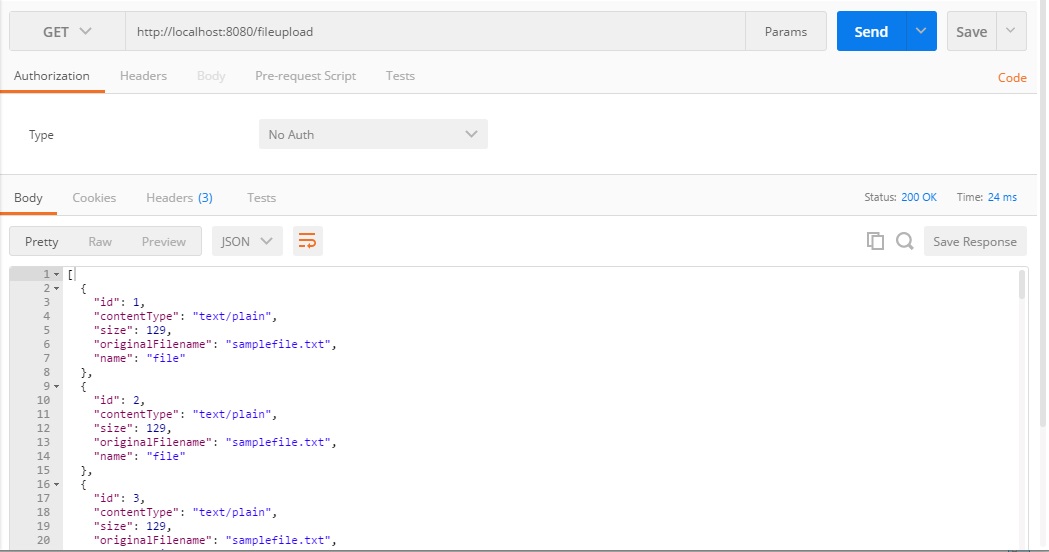 GET http://localhost:8080/fileupload Params Send Save
Authorization Headers Body Pre-request Script Tests Code
Type No Auth
Body Cookies Headers (3) Tests Status: 200 OK Time: 24 ms
Pretty Raw Preview JSON Save Response
1 [
2 {
3 "id": 1,
4 "contentType": "text/plain",
5 "size": 129,
6 "originalFilename": "samplefile.txt",
7 "name": "file"
8 },
9 {
10 "id": 2,
11 "contentType": "text/plain",
12 "size": 129,
13 "originalFilename": "samplefile.txt",
14 "name": "file"
15 },
16 {
17 "id": 3,
18 "contentType": "text/plain",
19 "size": 129,
20 "originalFilename": "samplefile.txt",